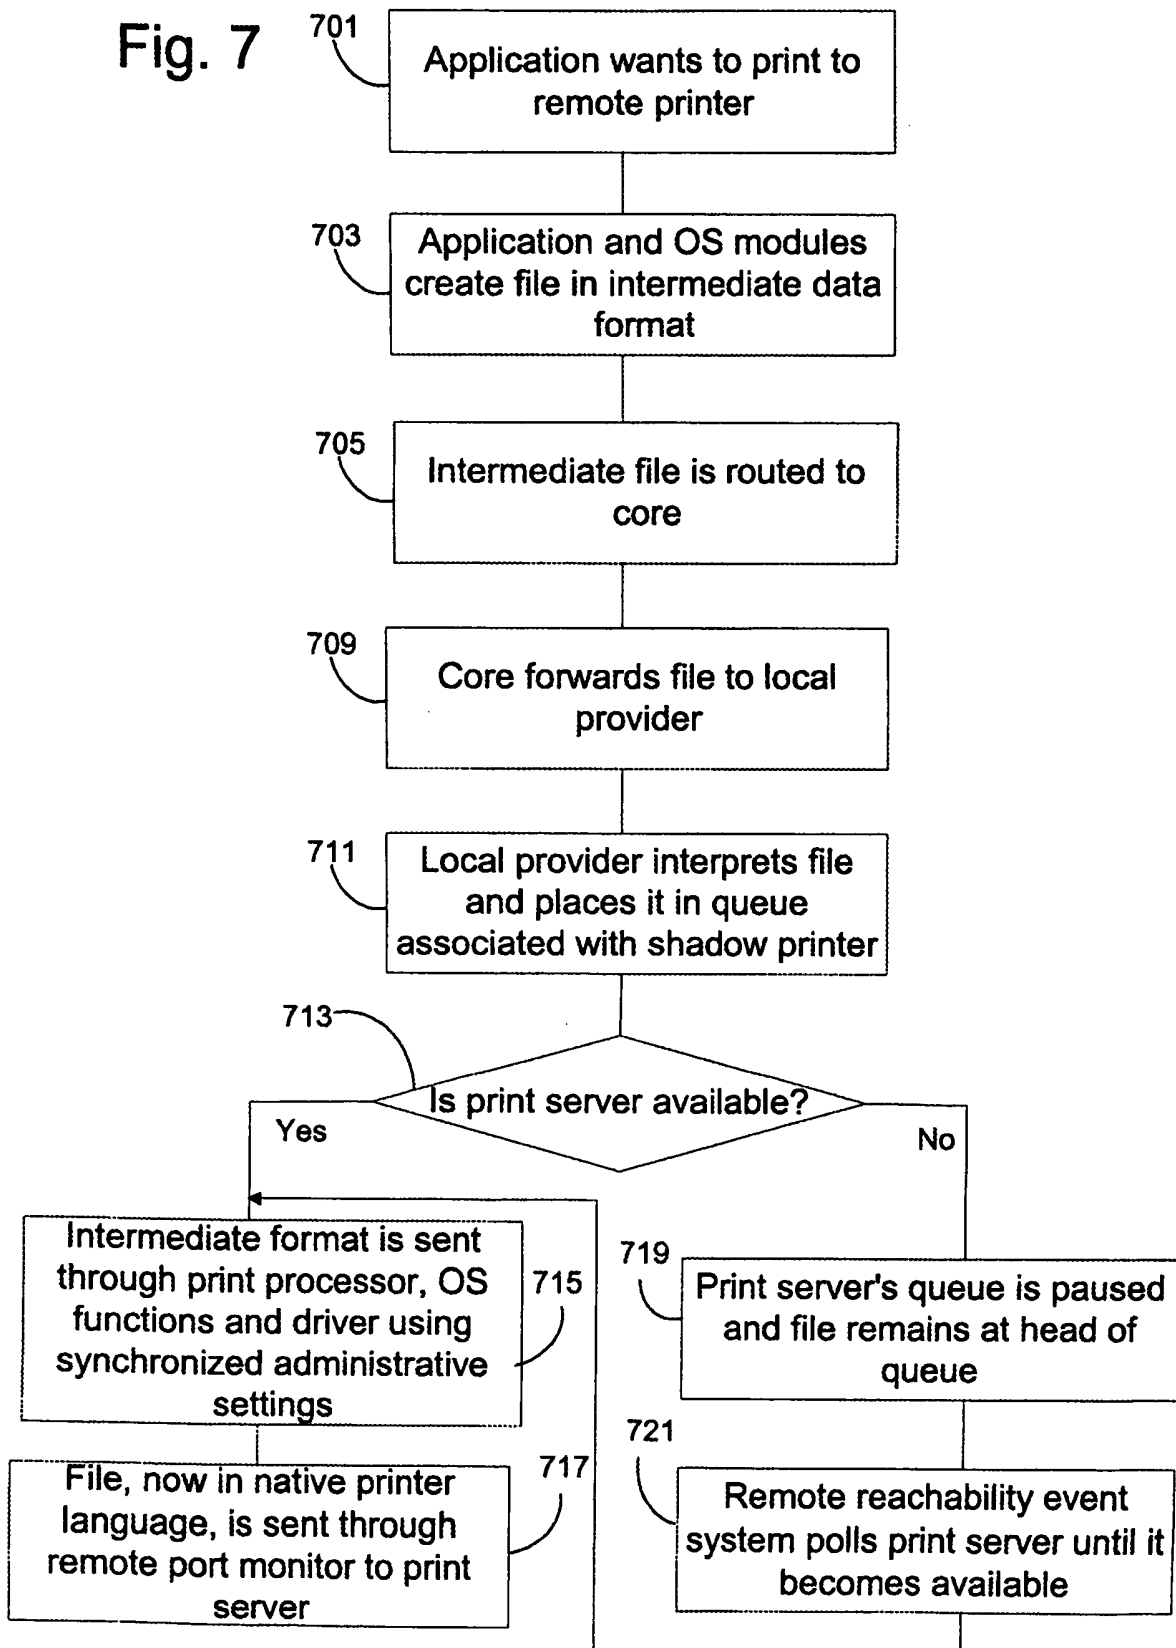 Fig. 7
701
Application wants to print to
remote printer
703
Application and OS modules
create file in intermediate data
format
705
Intermediate file is routed to
core
709
Core forwards file to local
provider
711
Local provider interprets file
and places it in queue
associated with shadow printer
713
Is print server available?
Yes
No
Intermediate format is sent
through print processor, OS
functions and driver using
synchronized administrative
settings
715
File, now in native printer
language, is sent through
remote port monitor to print
server
717
719
Print server's queue is paused
and file remains at head of
queue
721
Remote reachability event
system polls print server until it
becomes available